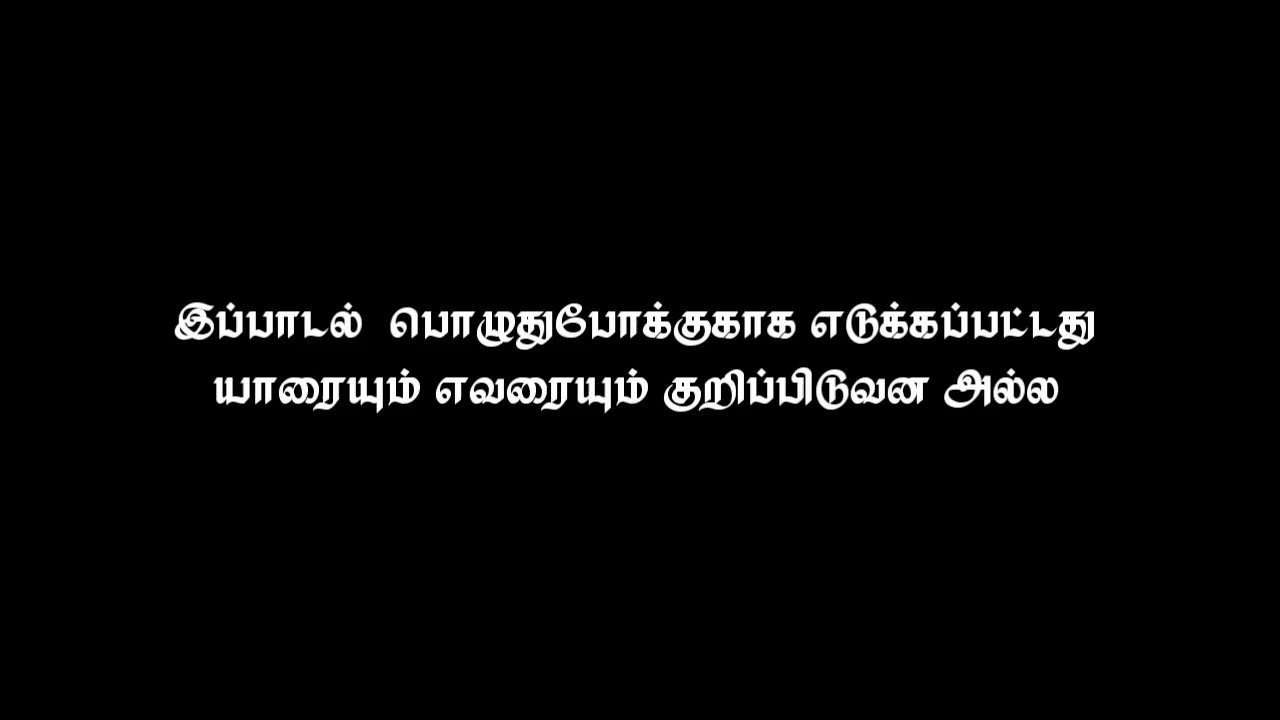 இப்பாடல் பொழுதுபோக்குகாக எடுக்கப்பட்டது
யாரையும் எவரையும் குறிப்பிடுவன அல்ல